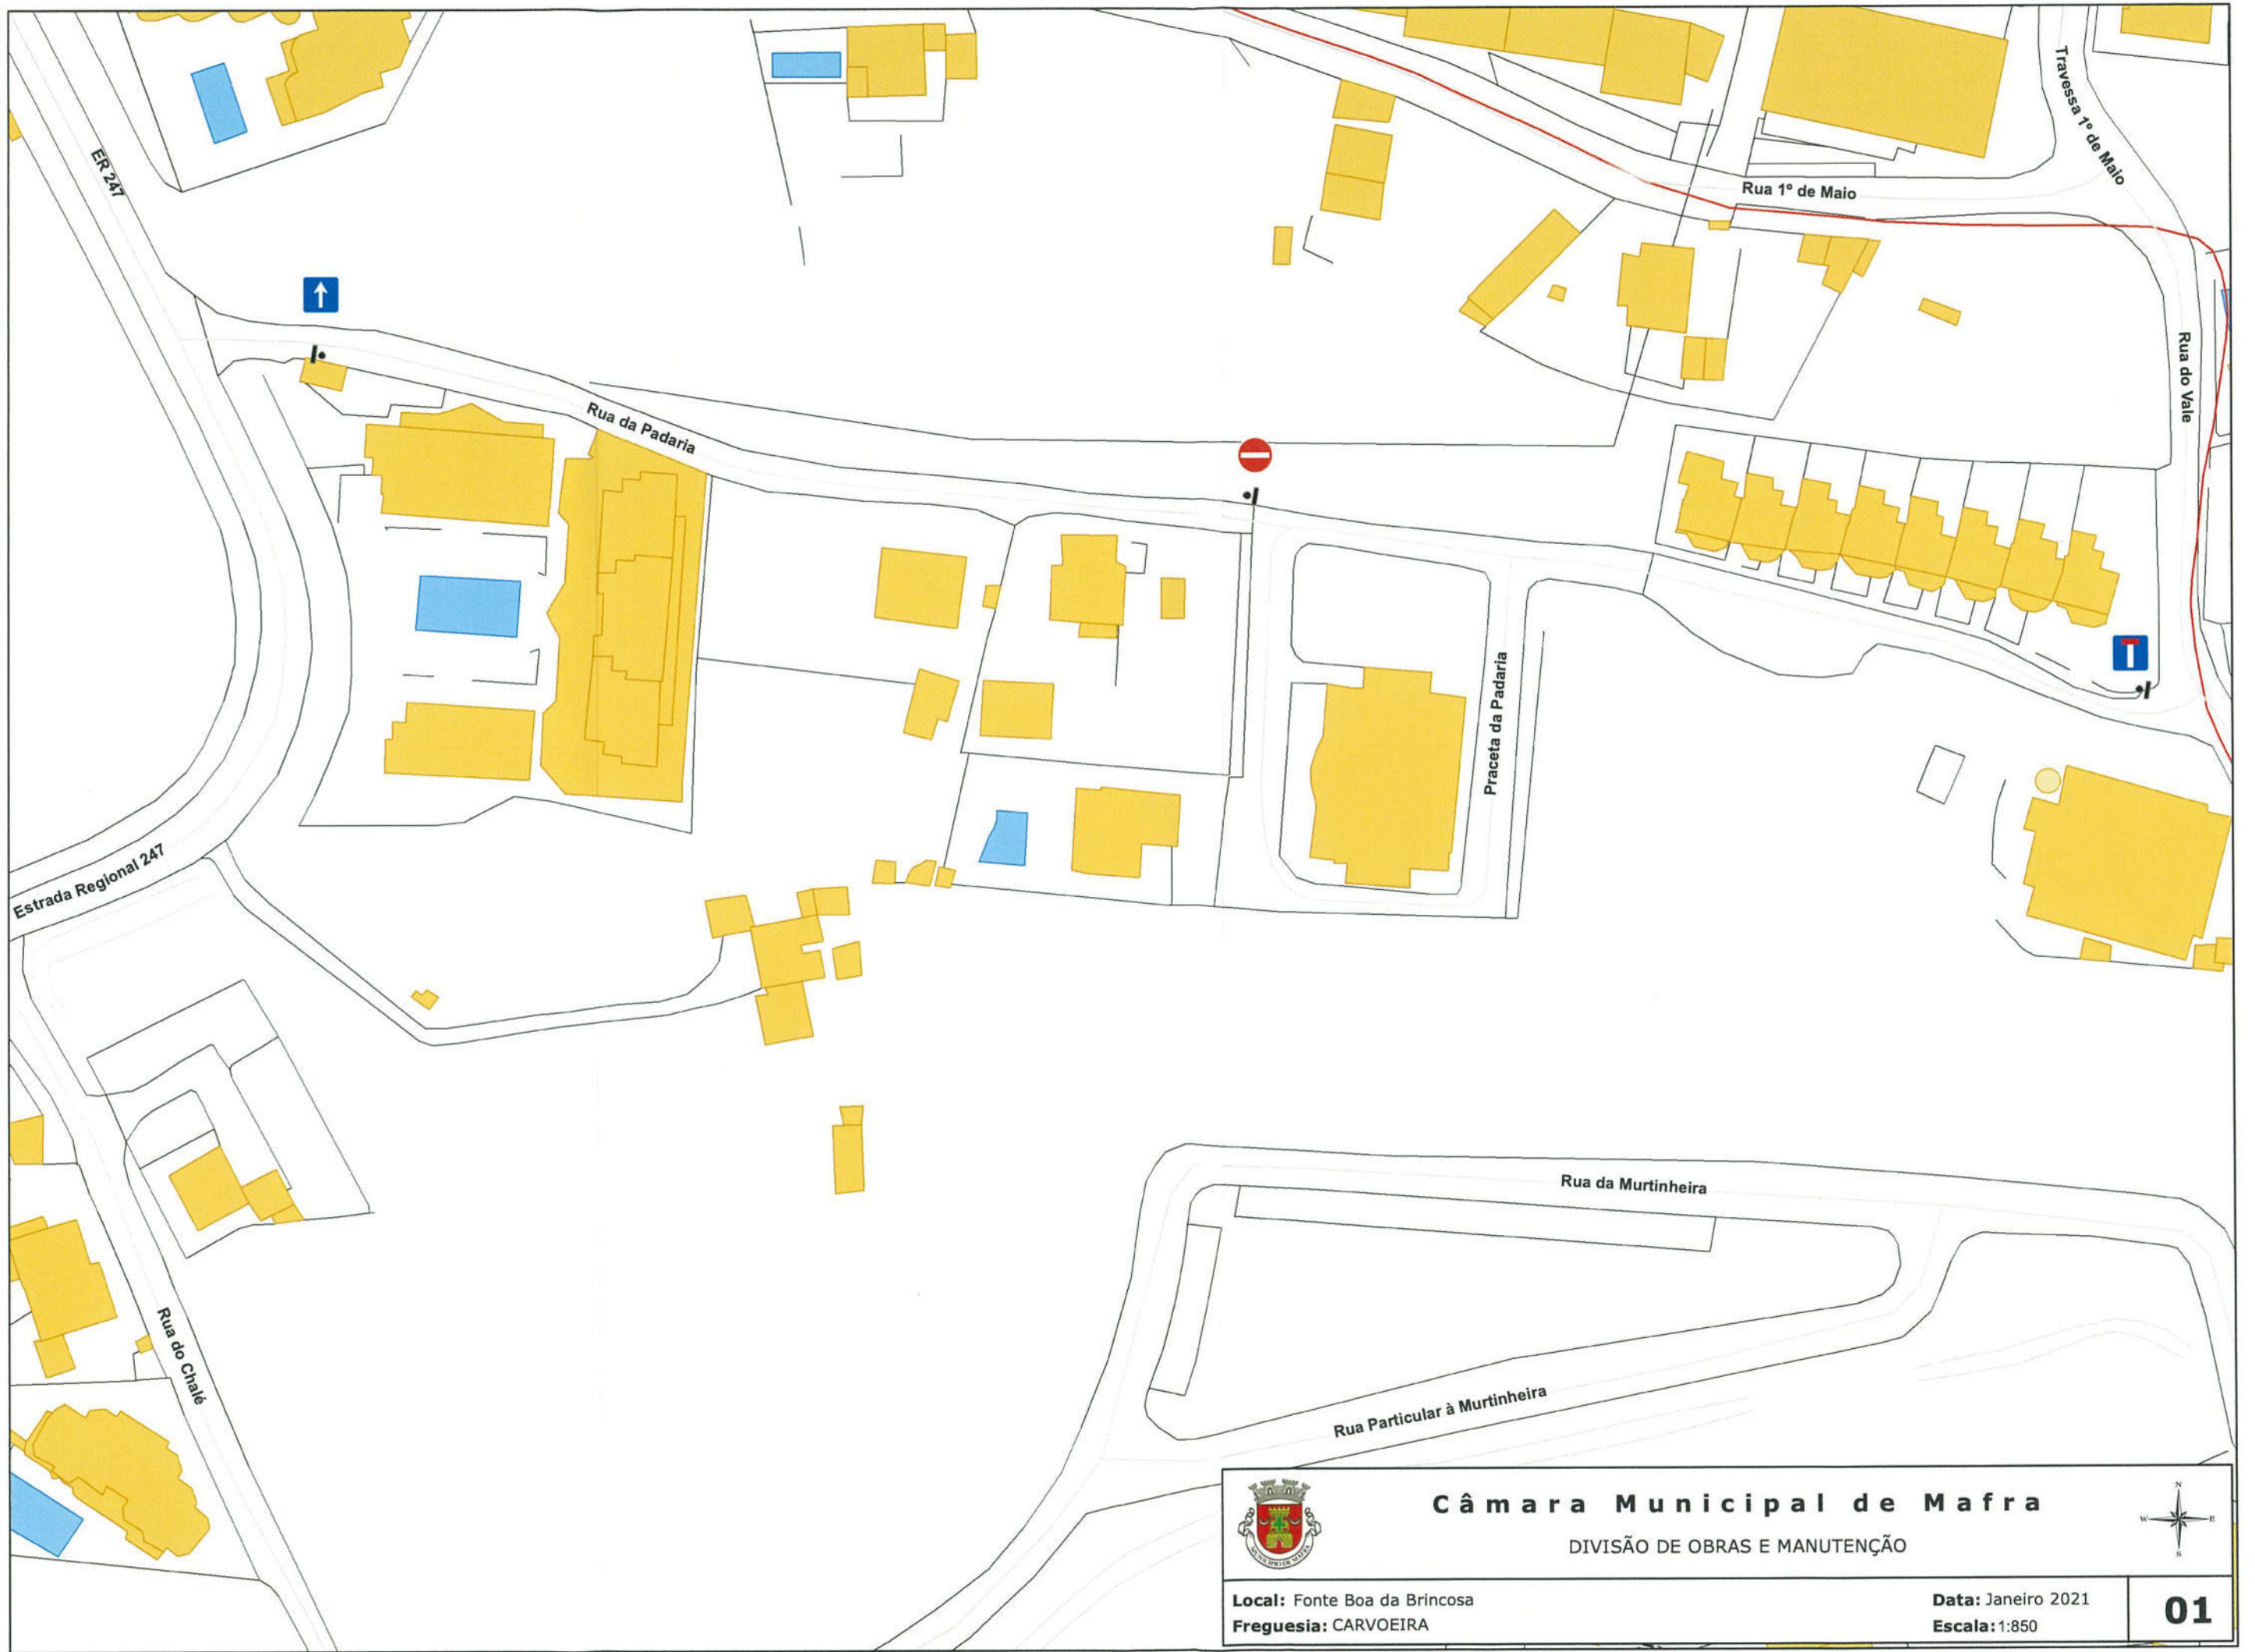 Travessa 1º de Maio
ER 247
Rua 1º de Maio
Rua do Vale
Rua da Padaria
Praceta da Padaria
Estrada Regional 247
Rua da Murtinheira
Rua do Chalé
Rua Particular à Murtinheira
Câmara Municipal de Mafra
DIVISÃO DE OBRAS E MANUTENÇÃO
N
W E
S
Local: Fonte Boa da Brincosa
Freguesia: CARVOEIRA
Data: Janeiro 2021
Escala: 1:850
01